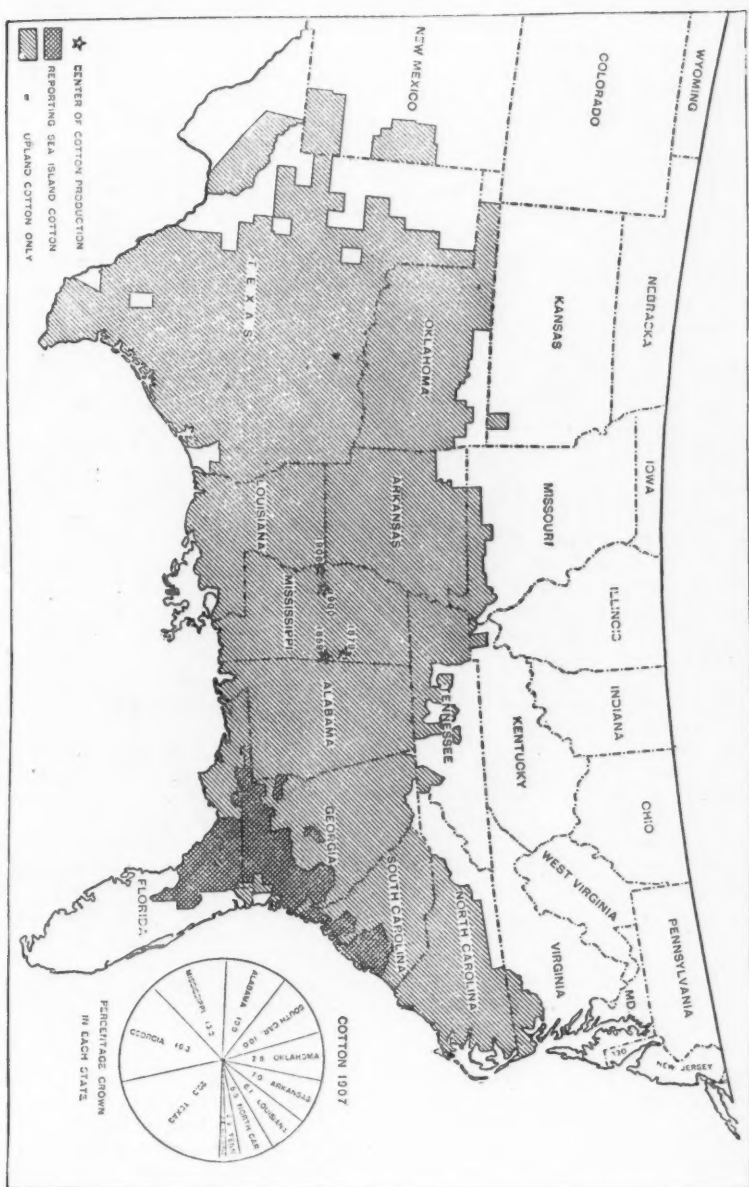 WYOMING
NEBRASKA
IOWA
ILLINOIS
INDIANA
OHIO
PENNSYLVANIA
NEW JERSEY
COLORADO
KANSAS
MISSOURI
KENTUCKY
WEST VIRGINIA
VIRGINIA
MD
NEW MEXICO
OKLAHOMA
ARKANSAS
TENNESSEE
NORTH CAROLINA
SOUTH CAROLINA
TEXAS
LOUISIANA
MISSISSIPPI
ALABAMA
GEORGIA
FLORIDA
1900
☆ CENTER OF COTTON PRODUCTION
REPORTING SEA ISLAND COTTON
" UPLAND COTTON ONLY
COTTON 1907
ALABAMA
SOUTH CAR.
OKLAHOMA
ARKANSAS
LOUISIANA
NORTH CAR
TENN
TEXAS
GEORGIA
MISSISSIPPI
PERCENTAGE GROWN
IN EACH STATE